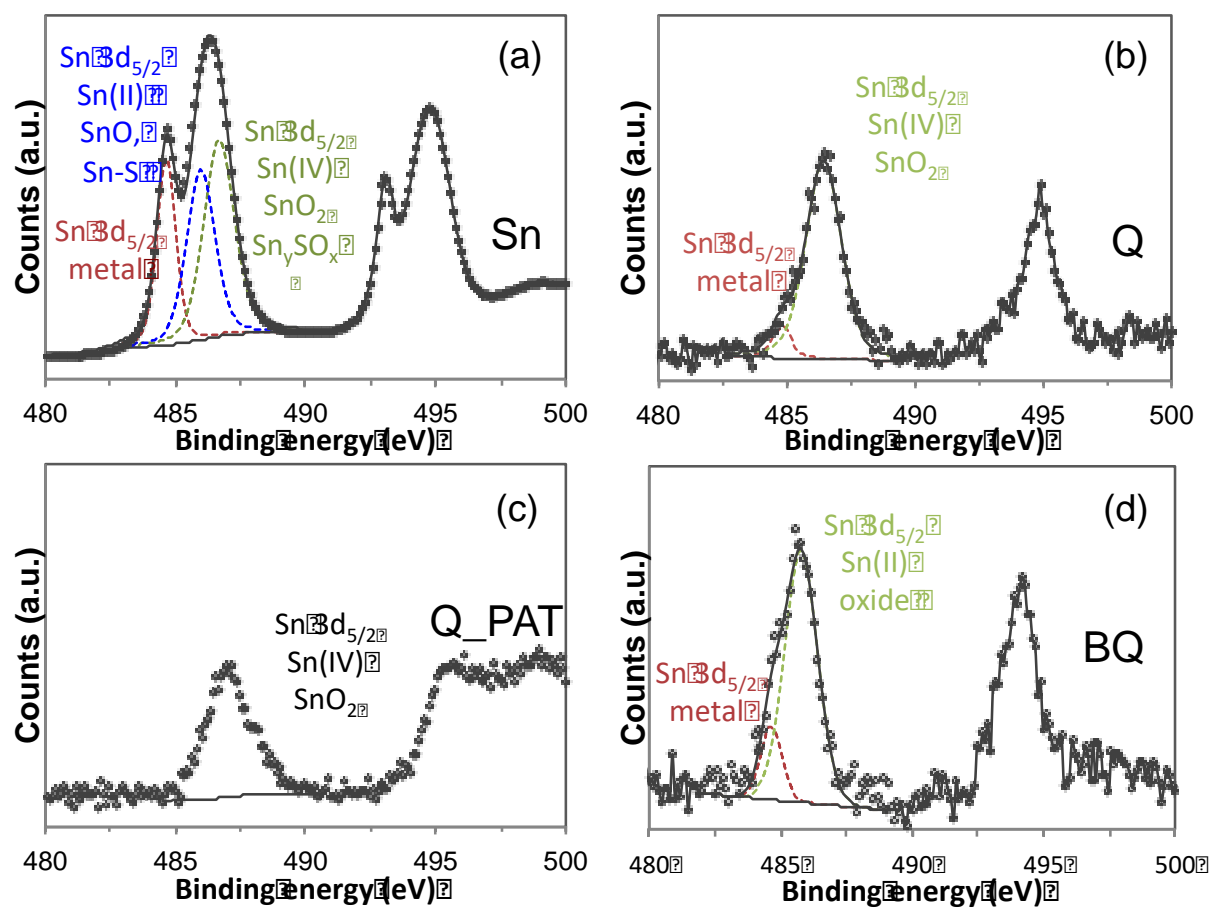 (a)
Sn 3d5/2
Sn(II)
SnO,
Sn-S
Sn 3d5/2
Sn(IV)
SnO2
SnySOx
Sn 3d5/2
metal
Sn
Counts (a.u.)
480 485 490 495 500
Binding energy (eV)
(b)
Sn 3d5/2
Sn(IV)
SnO2
Sn 3d5/2
metal
Q
Counts (a.u.)
480 485 490 495 500
Binding energy (eV)
(c)
Q_PAT
Sn 3d5/2
Sn(IV)
SnO2
Counts (a.u.)
480 485 490 495 500
Binding energy (eV)
(d)
Sn 3d5/2
Sn(II)
oxide
Sn 3d5/2
metal
BQ
Counts (a.u.)
480 485 490 495 500
Binding energy (eV)